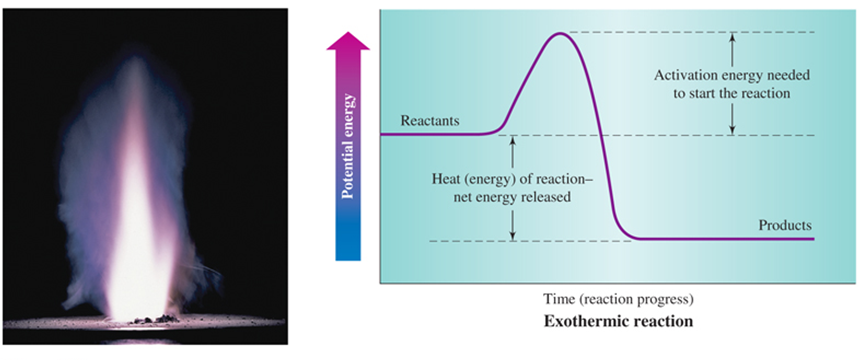 Potential energy
Reactants
Activation energy needed
to start the reaction
Heat (energy) of reaction–
net energy released
Products
Time (reaction progress)
Exothermic reaction